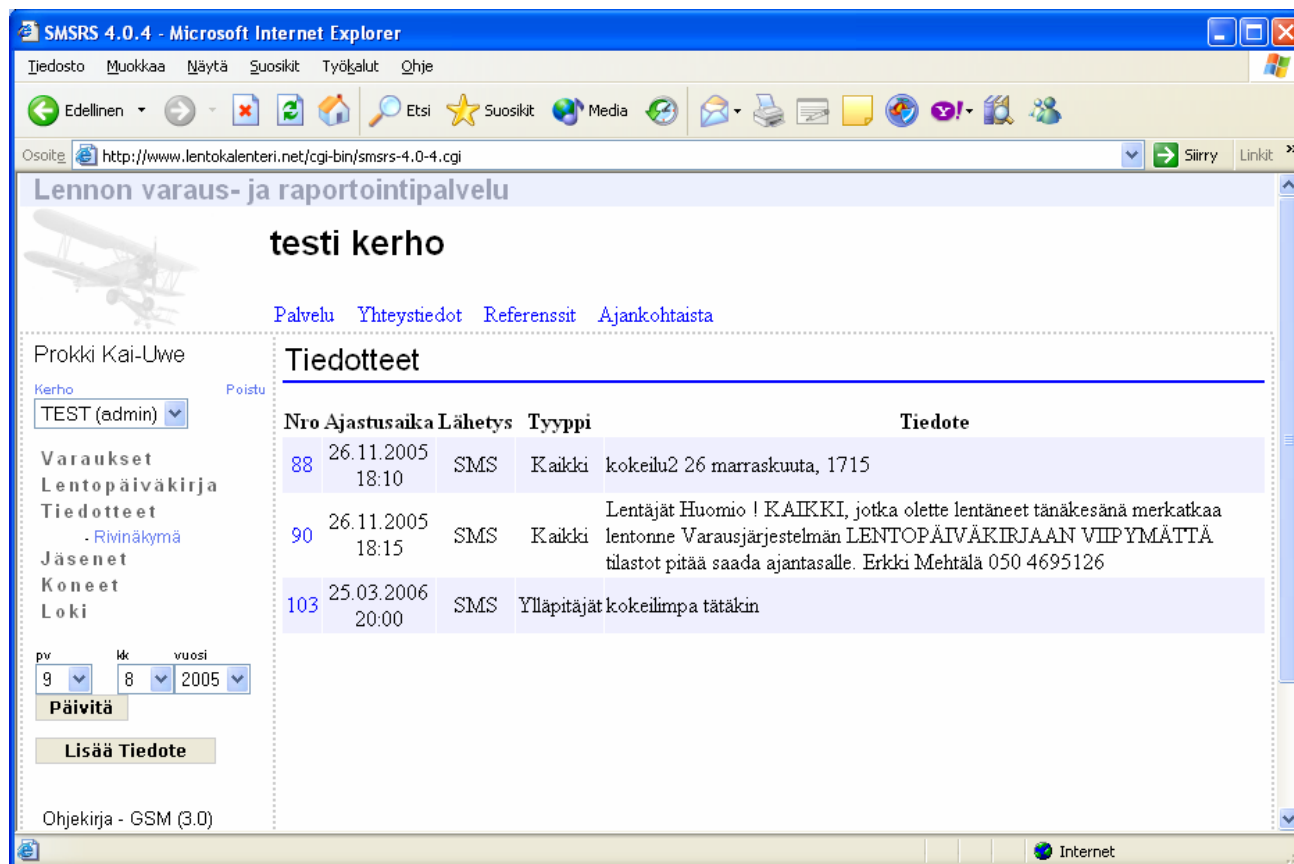 SMSRS 4.0.4 - Microsoft Internet Explorer
Tiedosto Muokkaa Näytä Suosikit Työkalut Ohje
Edellinen Etsi Suosikit Media
Osoite http://www.lentokalenteri.net/cgi-bin/smsrs-4.0-4.cgi Siirry Linkit »
Lennon varaus- ja raportointipalvelu
testi kerho
Palvelu Yhteystiedot Referenssit Ajankohtaista
Prokki Kai-Uwe
Kerho Poistu
TEST (admin)
Varaukset
Lentopäiväkirja
Tiedotteet
- Rivinäkymä
Jäsenet
Koneet
Loki
pv kk vuosi
9 8 2005
Päivitä
Lisää Tiedote
Ohjekirja - GSM (3.0)
Tiedotteet
Nro Ajastusaika Lähetys Tyyppi Tiedote
88 26.11.2005 18:10 SMS Kaikki kokeilu2 26 marraskuuta, 1715
90 26.11.2005 18:15 SMS Kaikki Lentäjät Huomio ! KAIKKI, jotka olette lentäneet tänäkesänä merkatkaa
lentonne Varausjärjestelmän LENTOPÄIVÄKIRJAAN VIIPYMÄTTÄ
tilastot pitää saada ajantasalle. Erkki Mehtälä 050 4695126
103 25.03.2006 20:00 SMS Ylläpitäjät kokeilimpa tätäkin
Internet